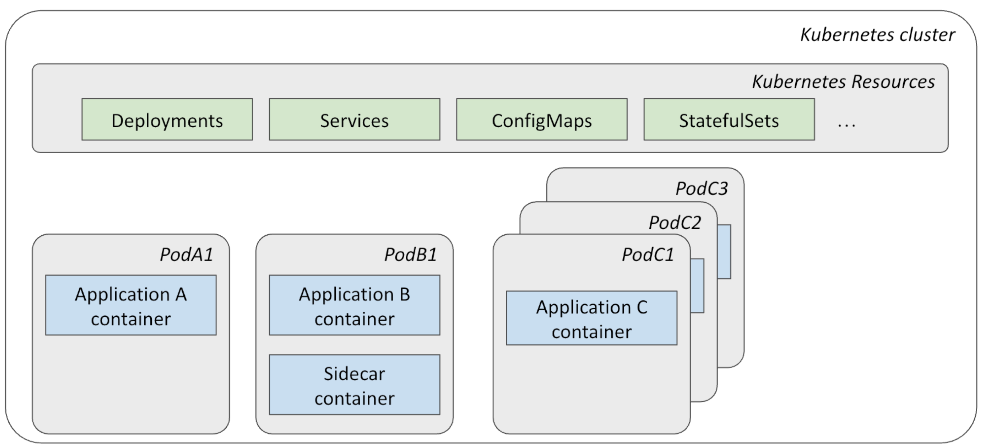 Kubernetes cluster
Kubernetes Resources
Deployments
Services
ConfigMaps
StatefulSets
...
PodC3
PodC2
PodA1
PodB1
PodC1
Application A
container
Application B
container
Application C
container
Sidecar
container